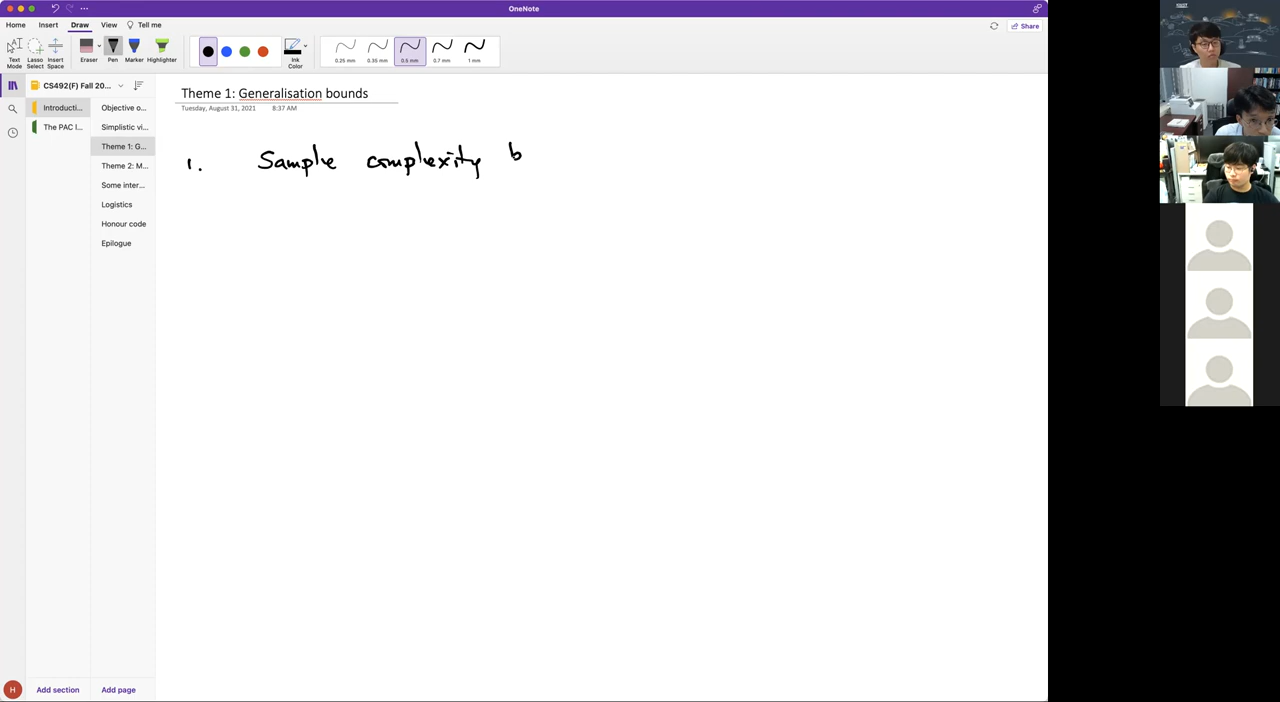 OneNote
Home Insert Draw View Tell me
Share
Text Mode
Lasso Select
Insert Space
Eraser
Pen
Marker
Highlighter
Ink Color
0.25 mm
0.35 mm
0.5 mm
0.7 mm
1 mm
CS492(F) Fall 20...
Introducti...
The PAC l...
Objective o...
Simplistic vi...
Theme 1: G...
Theme 2: M...
Some inter...
Logistics
Honour code
Epilogue
Theme 1: Generalisation bounds
Tuesday, August 31, 2021 8:37 AM
1. Sample complexity b
H
Add section
Add page